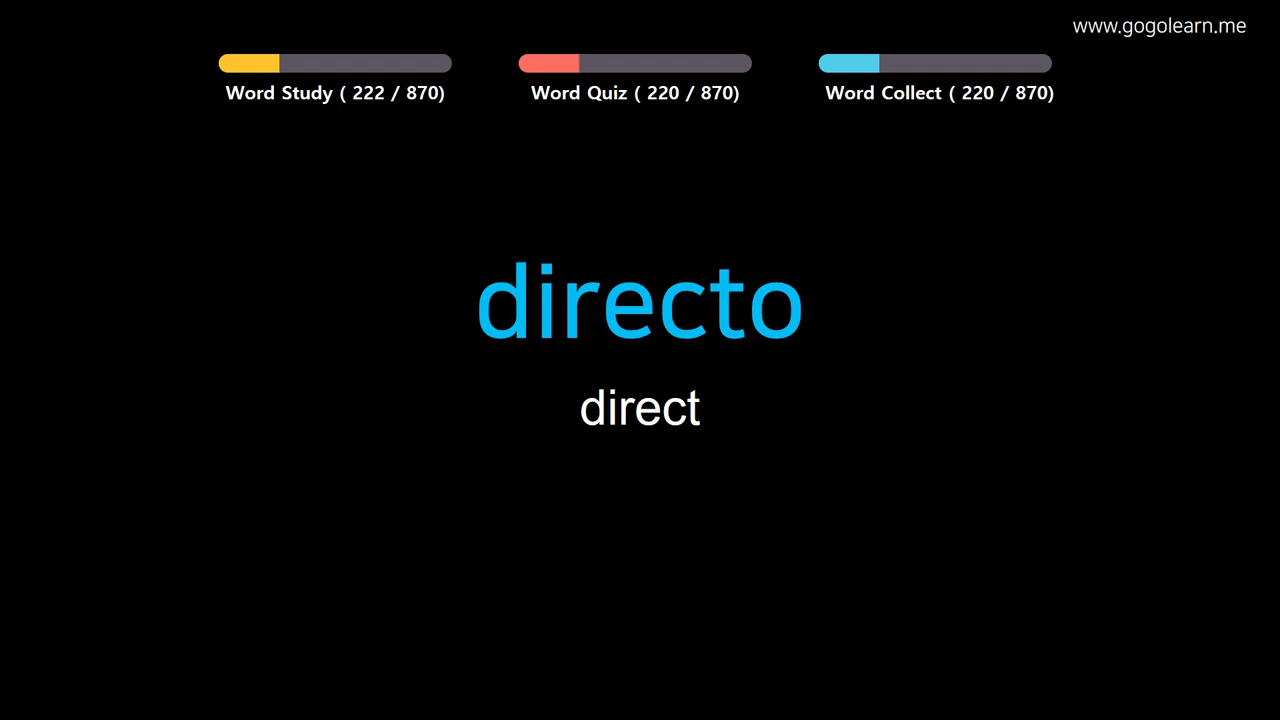 www.gogolearn.me
Word Study ( 222 / 870)
Word Quiz ( 220 / 870)
Word Collect ( 220 / 870)
directo
direct